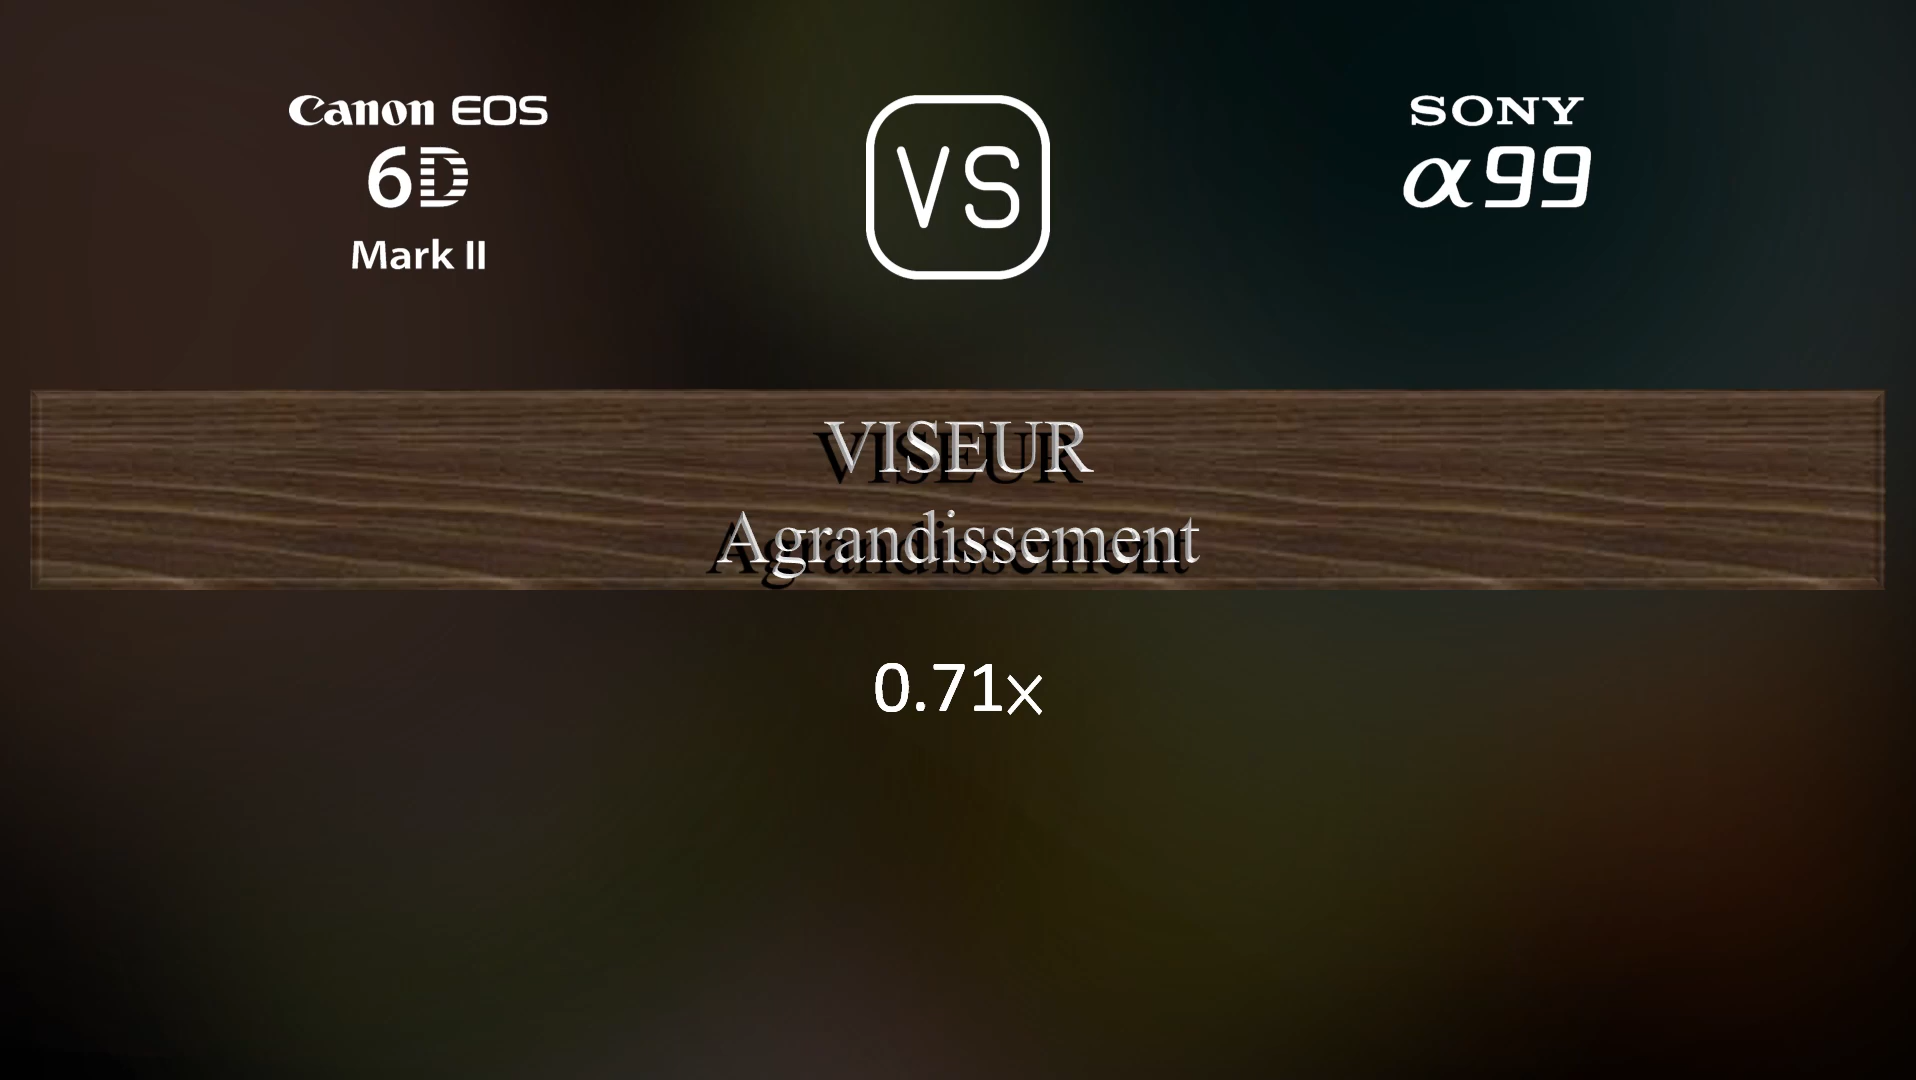 Canon EOS
6D
Mark II
VS
SONY
α99
VISEUR
Agrandissement
0.71x